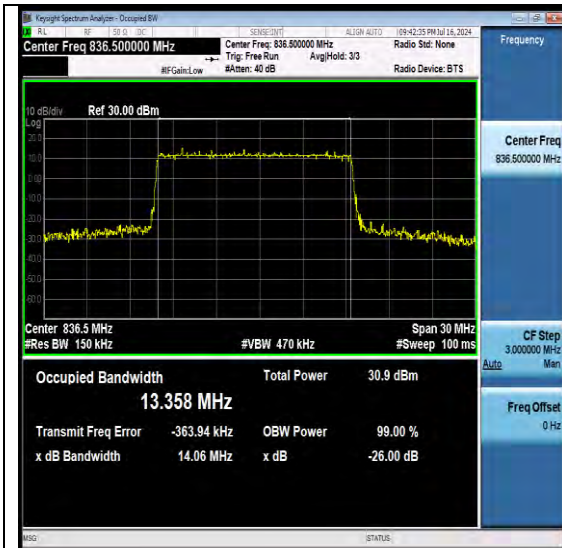 Keysight Spectrum Analyzer - Occupied BW
RL RF 50 Ω DC SENSE:INT ALIGN AUTO 09:42:35 PM Jul 16, 2024
Center Freq 836.500000 MHz
Center Freq: 836.500000 MHz
Radio Std: None
Trig: Free Run Avg|Hold: 3/3
#IFGain:Low #Atten: 40 dB Radio Device: BTS
Frequency
10 dB/div Ref 30.00 dBm
Log
20.0
10.0
0.00
-10.0
-20.0
-30.0
-40.0
-50.0
-60.0
Center 836.5 MHz Span 30 MHz
#Res BW 150 kHz #VBW 470 kHz #Sweep 100 ms
Center Freq
836.500000 MHz
CF Step
3.000000 MHz
Auto Man
Freq Offset
0 Hz
Occupied Bandwidth Total Power 30.9 dBm
13.358 MHz
Transmit Freq Error -363.94 kHz OBW Power 99.00 %
x dB Bandwidth 14.06 MHz x dB -26.00 dB
MSG STATUS